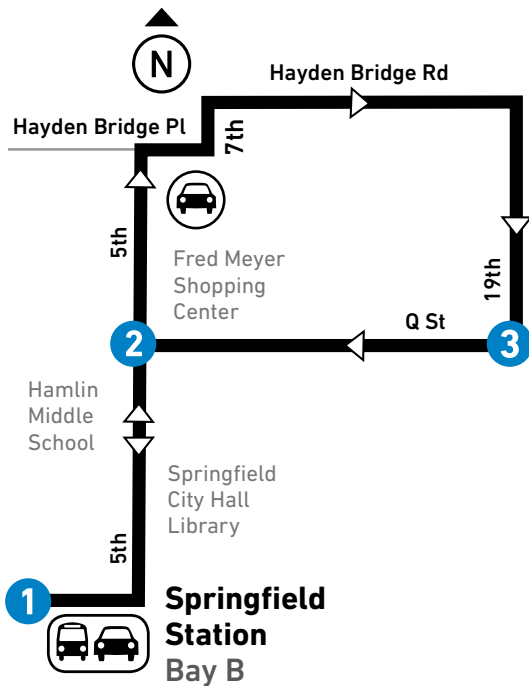 N
Hayden Bridge Rd
Hayden Bridge Pl
7th
5th
Fred Meyer
Shopping
Center
19th
Q St
2
3
Hamlin
Middle
School
Springfield
City Hall
Library
5th
1
Springfield
Station
Bay B